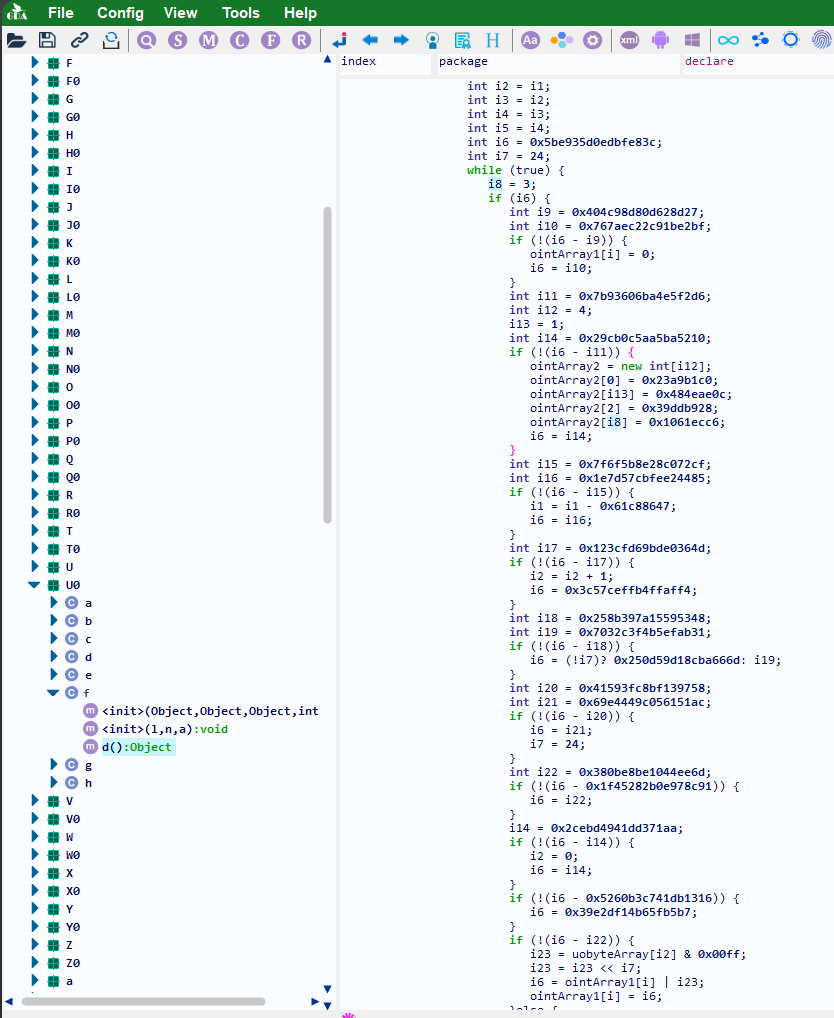 GDA File Config View Tools Help
Q S M C F R H Aa xml
F
F0
G
G0
H
H0
I
I0
J
J0
K
K0
L
L0
M
M0
N
N0
O
O0
P
P0
Q
Q0
R
R0
T
T0
U
U0
C a
C b
C c
C d
C e
C f
m <init>(Object,Object,Object,int
m <init>(l,n,a):void
m d():Object
C g
C h
V
V0
W
W0
X
X0
Y
Y0
Z
Z0
a
index package declare
int i2 = i1;
int i3 = i2;
int i4 = i3;
int i5 = i4;
int i6 = 0x5be935d0edbfe83c;
int i7 = 24;
while (true) {
i8 = 3;
if (i6) {
int i9 = 0x404c98d80d628d27;
int i10 = 0x767aec22c91be2bf;
if (!(i6 - i9)) {
ointArray1[i] = 0;
i6 = i10;
}
int i11 = 0x7b93606ba4e5f2d6;
int i12 = 4;
i13 = 1;
int i14 = 0x29cb0c5aa5ba5210;
if (!(i6 - i11)) {
ointArray2 = new int[i12];
ointArray2[0] = 0x23a9b1c0;
ointArray2[i13] = 0x484eae0c;
ointArray2[2] = 0x39ddb928;
ointArray2[i8] = 0x1061ecc6;
i6 = i14;
}
int i15 = 0x7f6f5b8e28c072cf;
int i16 = 0x1e7d57cbfee24485;
if (!(i6 - i15)) {
i1 = i1 - 0x61c88647;
i6 = i16;
}
int i17 = 0x123cfd69bde0364d;
if (!(i6 - i17)) {
i2 = i2 + 1;
i6 = 0x3c57ceffb4ffaff4;
}
int i18 = 0x258b397a15595348;
int i19 = 0x7032c3f4b5efab31;
if (!(i6 - i18)) {
i6 = (!i7)? 0x250d59d18cba666d: i19;
}
int i20 = 0x41593fc8bf139758;
int i21 = 0x69e4449c056151ac;
if (!(i6 - i20)) {
i6 = i21;
i7 = 24;
}
int i22 = 0x380be8be1044ee6d;
if (!(i6 - 0x1f45282b0e978c91)) {
i6 = i22;
}
i14 = 0x2cebd4941dd371aa;
if (!(i6 - i14)) {
i2 = 0;
i6 = i14;
}
if (!(i6 - 0x5260b3c741db1316)) {
i6 = 0x39e2df14b65fb5b7;
}
if (!(i6 - i22)) {
i23 = uobyteArray[i2] & 0x00ff;
i23 = i23 << i7;
i6 = ointArray1[i] | i23;
ointArray1[i] = i6;
}else {